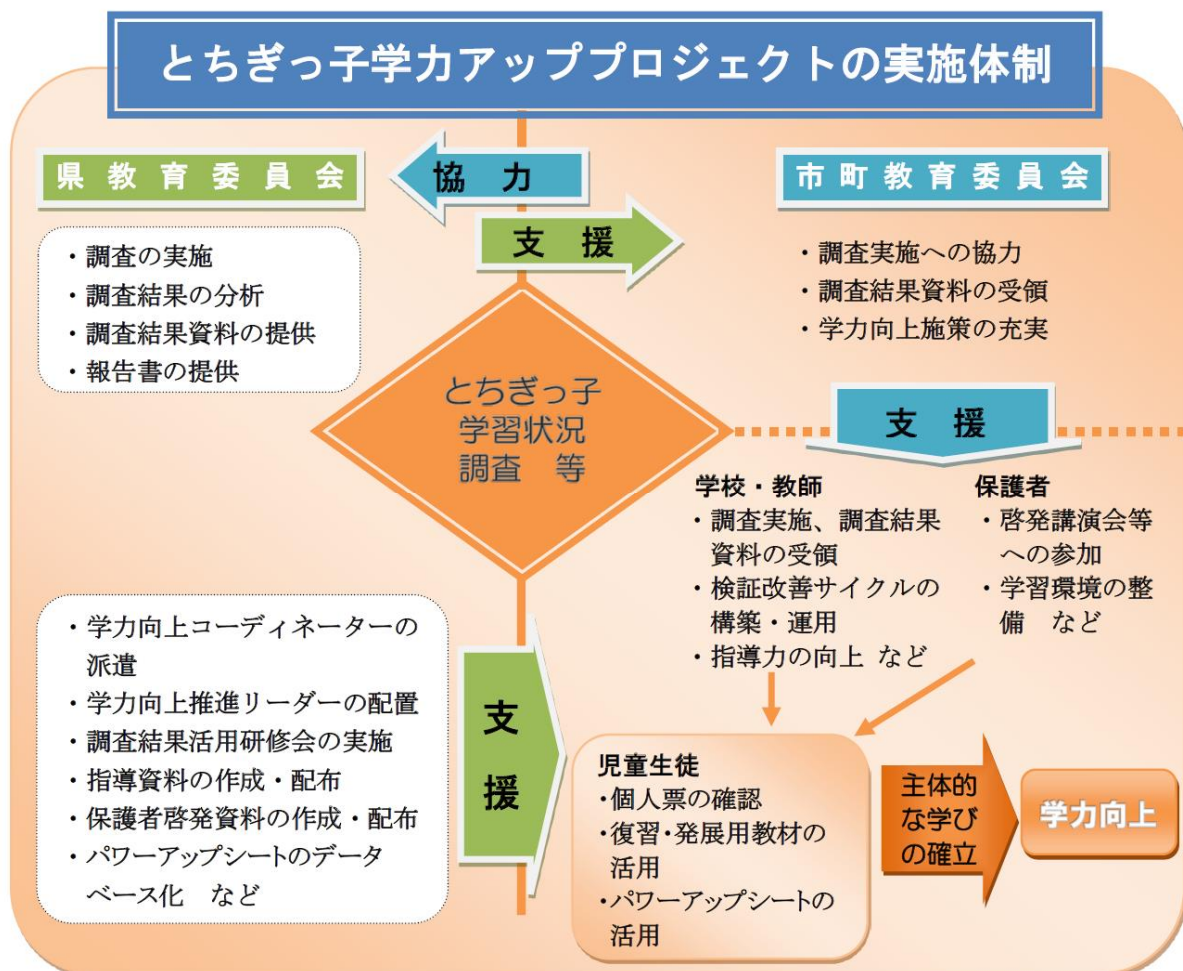 とちぎっ子学力アッププロジェクトの実施体制
県教育委員会
協力
市町教育委員会
支援
・調査の実施
・調査結果の分析
・調査結果資料の提供
・報告書の提供
・調査実施への協力
・調査結果資料の受領
・学力向上施策の充実
とちぎっ子
学習状況
調査 等
支援
学校・教師
・調査実施、調査結果
資料の受領
・検証改善サイクルの
構築・運用
・指導力の向上 など
保護者
・啓発講演会等
への参加
・学習環境の整
備 など
・学力向上コーディネーターの
派遣
・学力向上推進リーダーの配置
・調査結果活用研修会の実施
・指導資料の作成・配布
・保護者啓発資料の作成・配布
・パワーアップシートのデータ
ベース化 など
支
援
児童生徒
・個人票の確認
・復習・発展用教材の
活用
・パワーアップシートの
活用
主体的
な学び
の確立
学力向上